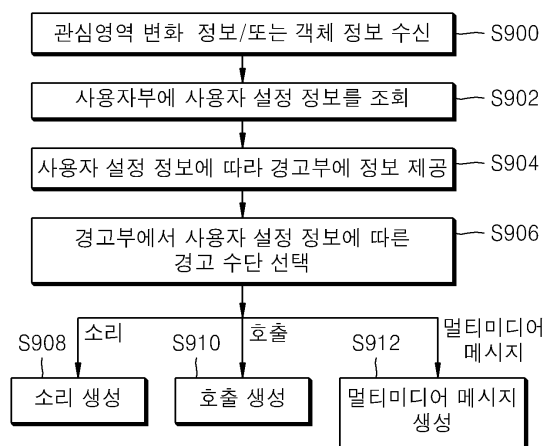 관심영역 변화 정보/또는 객체 정보 수신
S900
사용자부에 사용자 설정 정보를 조회
S902
사용자 설정 정보에 따라 경고부에 정보 제공
S904
경고부에서 사용자 설정 정보에 따른
경고 수단 선택
S906
소리
호출
멀티미디어
메시지
S908
S910
S912
소리 생성
호출 생성
멀티미디어 메시지
생성